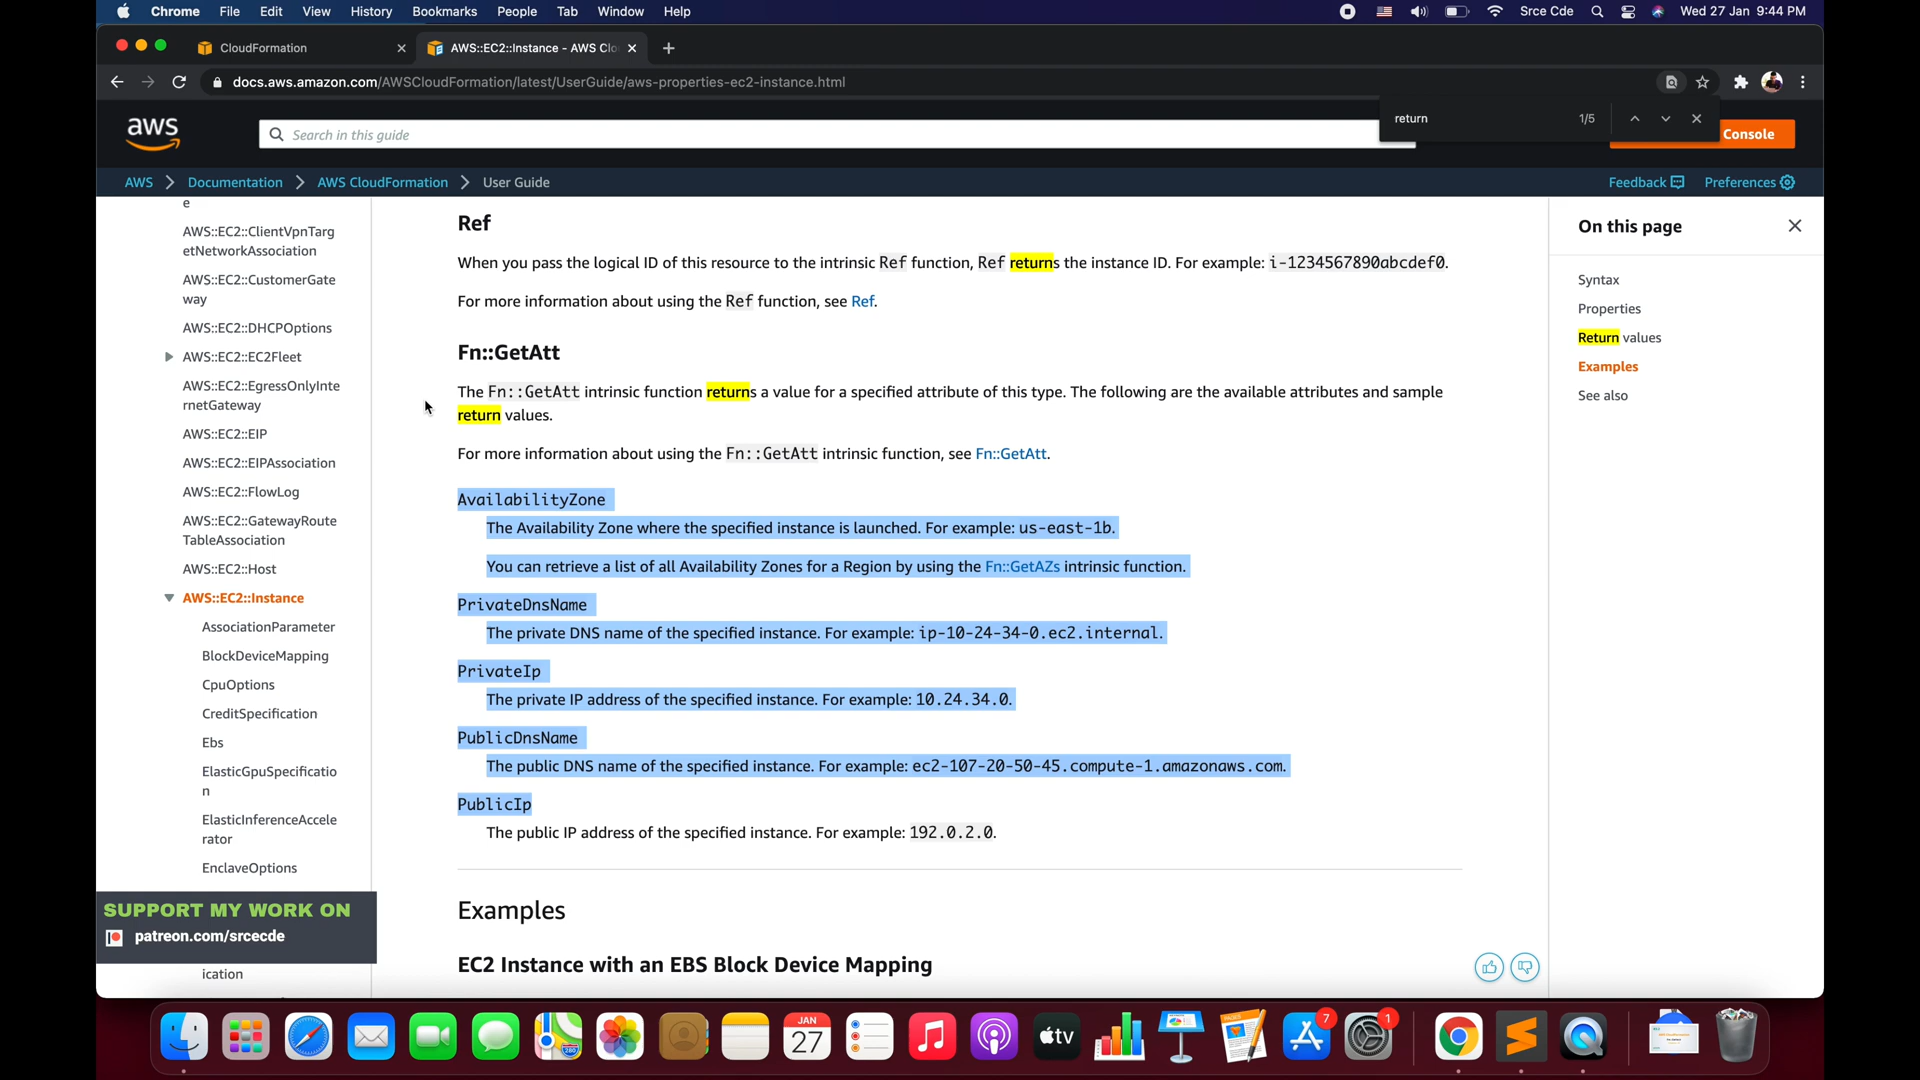 Chrome File Edit View History Bookmarks People Tab Window Help Srce Cde Wed 27 Jan 9:44 PM
CloudFormation
AWS::EC2::Instance - AWS Clo
docs.aws.amazon.com/AWSCloudFormation/latest/UserGuide/aws-properties-ec2-instance.html
return 1/5
aws
Search in this guide
Console
AWS Documentation AWS CloudFormation User Guide
Feedback Preferences
e
AWS::EC2::ClientVpnTarg
etNetworkAssociation
AWS::EC2::CustomerGate
way
AWS::EC2::DHCPOptions
AWS::EC2::EC2Fleet
AWS::EC2::EgressOnlyInte
rnetGateway
AWS::EC2::EIP
AWS::EC2::EIPAssociation
AWS::EC2::FlowLog
AWS::EC2::GatewayRoute
TableAssociation
AWS::EC2::Host
AWS::EC2::Instance
AssociationParameter
BlockDeviceMapping
CpuOptions
CreditSpecification
Ebs
ElasticGpuSpecificatio
n
ElasticInferenceAccele
rator
EnclaveOptions
SUPPORT MY WORK ON
patreon.com/srcecde
ication
Ref
When you pass the logical ID of this resource to the intrinsic Ref function, Ref returns the instance ID. For example: i-1234567890abcdef0.
For more information about using the Ref function, see Ref.
Fn::GetAtt
The Fn::GetAtt intrinsic function returns a value for a specified attribute of this type. The following are the available attributes and sample
return values.
For more information about using the Fn::GetAtt intrinsic function, see Fn::GetAtt.
AvailabilityZone
The Availability Zone where the specified instance is launched. For example: us-east-1b.
You can retrieve a list of all Availability Zones for a Region by using the Fn::GetAZs intrinsic function.
PrivateDnsName
The private DNS name of the specified instance. For example: ip-10-24-34-0.ec2.internal.
PrivateIp
The private IP address of the specified instance. For example: 10.24.34.0.
PublicDnsName
The public DNS name of the specified instance. For example: ec2-107-20-50-45.compute-1.amazonaws.com.
PublicIp
The public IP address of the specified instance. For example: 192.0.2.0.
Examples
EC2 Instance with an EBS Block Device Mapping
On this page
Syntax
Properties
Return values
Examples
See also
JAN
27
tv
7
1